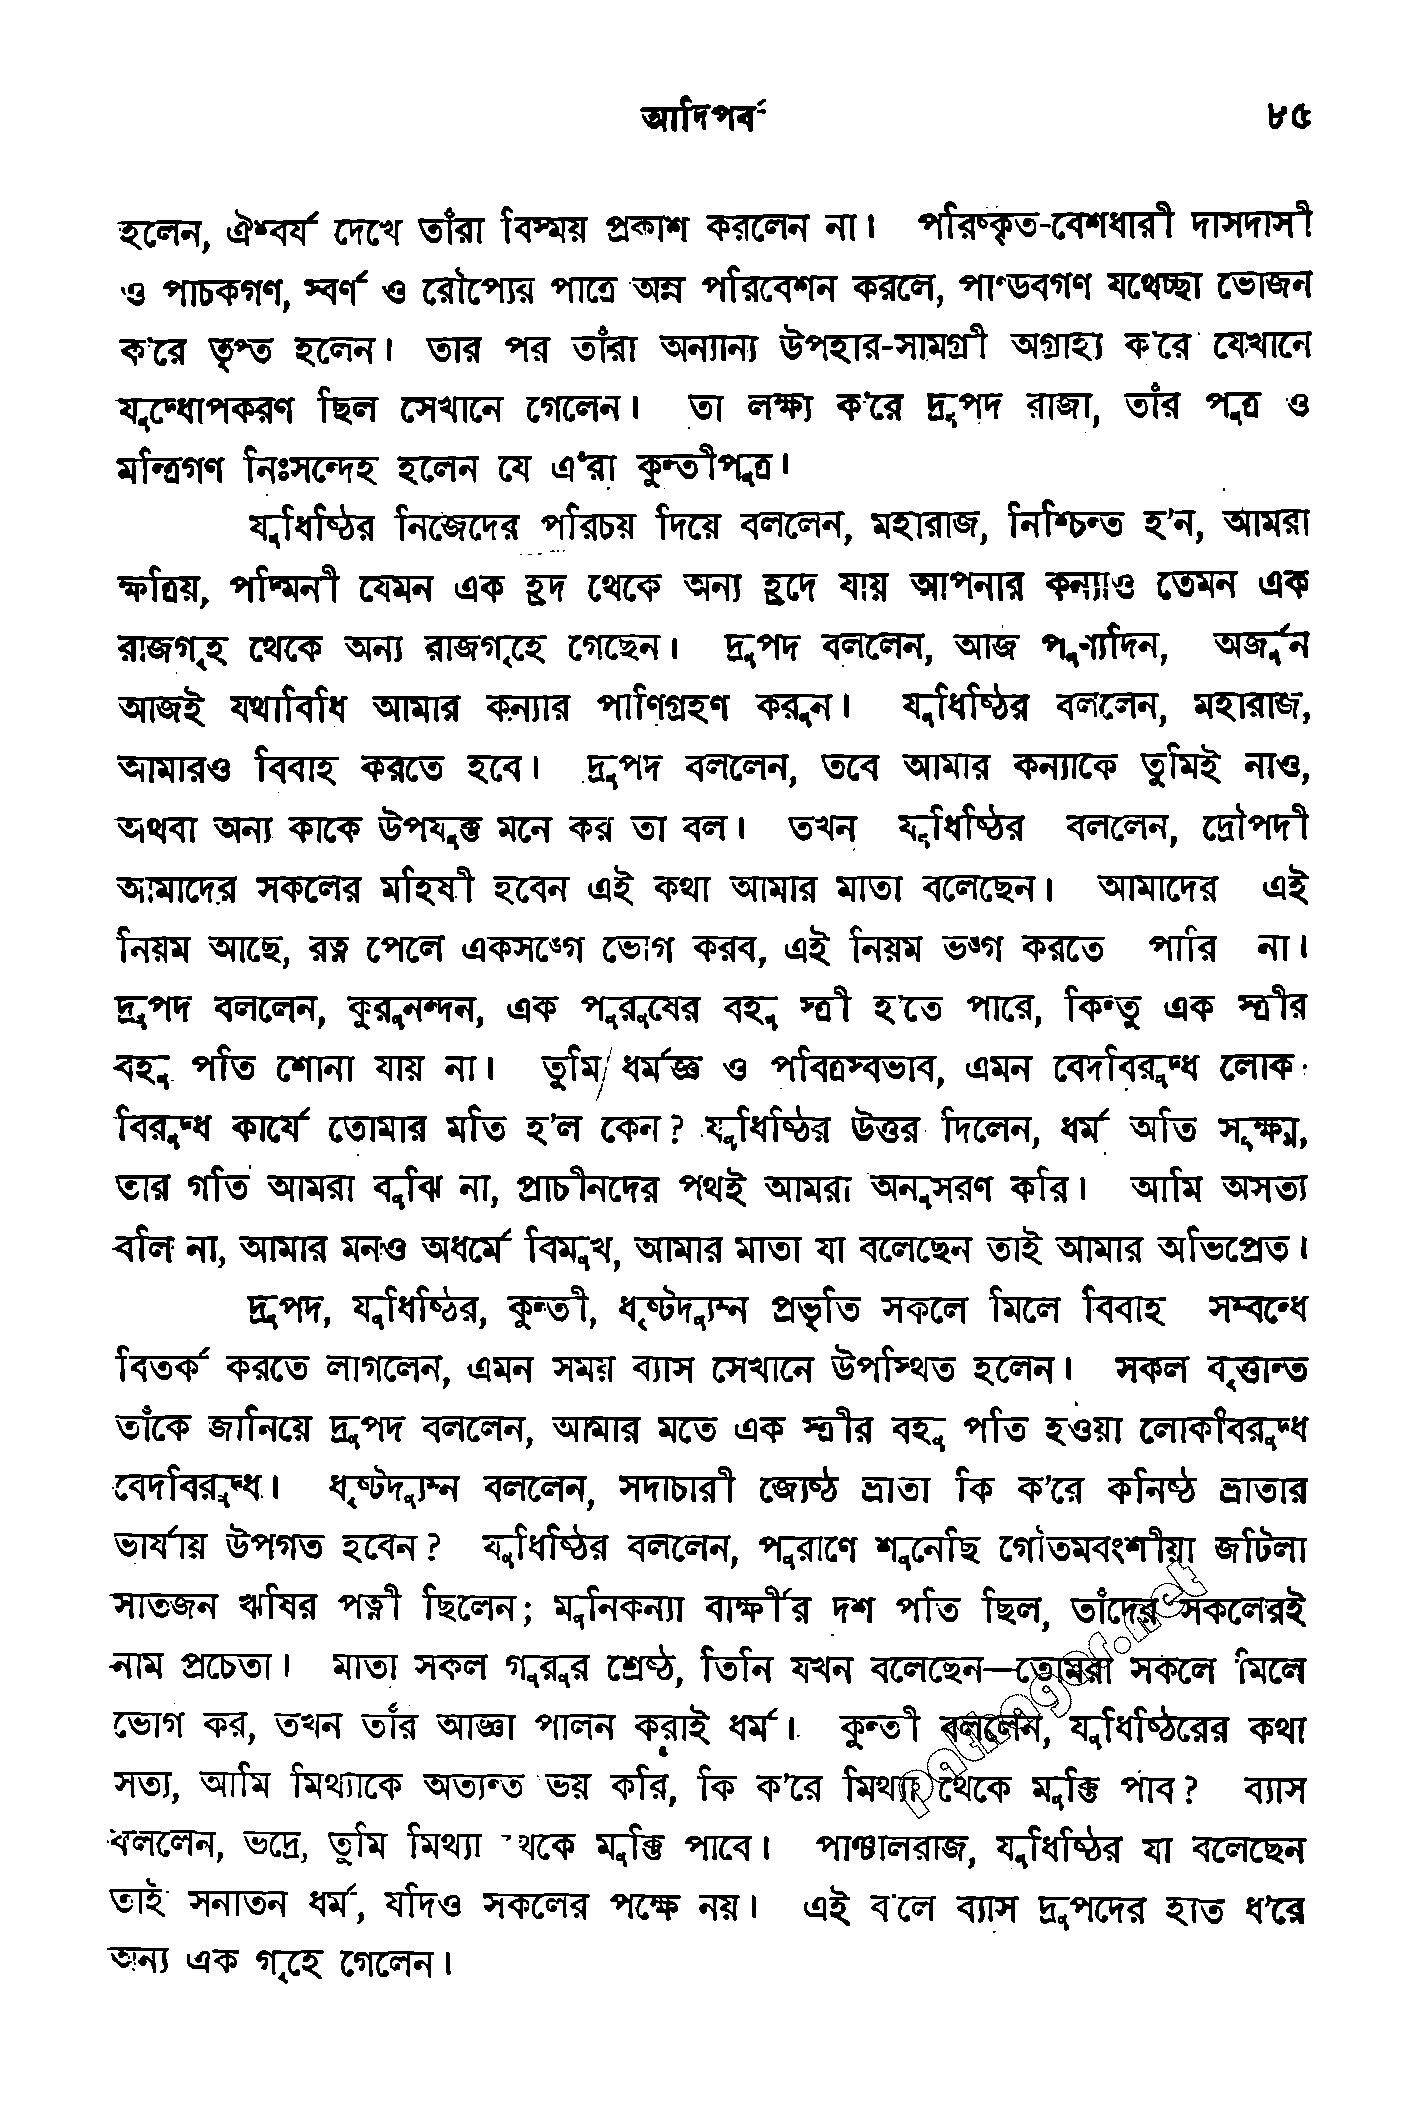 আদিপর্ব ৮৫
হলেন, ঐশ্বর্য দেখে তাঁরা বিস্ময় প্রকাশ করলেন না। পরিষ্কৃত-বেশধারী দাসদাসী
ও পাচকগণ, স্বর্ণ ও রৌপ্যের পাত্রে অন্ন পরিবেশন করলে, পাণ্ডবগণ যথেচ্ছা ভোজন
ক'রে তৃপ্ত হলেন। তার পর তাঁরা অন্যান্য উপহার-সামগ্রী অগ্রাহ্য ক'রে যেখানে
যুদ্ধোপকরণ ছিল সেখানে গেলেন। তা লক্ষ্য ক'রে দ্রুপদ রাজা, তাঁর পুত্র ও
মন্ত্রিগণ নিঃসন্দেহ হলেন যে এঁরা কুন্তীপুত্র।
যুধিষ্ঠির নিজেদের পরিচয় দিয়ে বললেন, মহারাজ, নিশ্চিন্ত হ'ন, আমরা
ক্ষত্রিয়, পদ্মিনী যেমন এক হ্রদ থেকে অন্য হ্রদে যায় আপনার কন্যাও তেমন এক
রাজগৃহ থেকে অন্য রাজগৃহে গেছেন। দ্রুপদ বললেন, আজ পুণ্যদিন, অর্জুন
আজই যথাবিধি আমার কন্যার পাণিগ্রহণ করুন। যুধিষ্ঠির বললেন, মহারাজ,
আমারও বিবাহ করতে হবে। দ্রুপদ বললেন, তবে আমার কন্যাকে তুমিই নাও,
অথবা অন্য কাকে উপযুক্ত মনে কর তা বল। তখন যুধিষ্ঠির বললেন, দ্রৌপদী
আমাদের সকলের মহিষী হবেন এই কথা আমার মাতা বলেছেন। আমাদের এই
নিয়ম আছে, রত্ন পেলে একসঙ্গে ভোগ করব, এই নিয়ম ভঙ্গ করতে পারি না।
দ্রুপদ বললেন, কুরুনন্দন, এক পুরুষের বহু স্ত্রী হ'তে পারে, কিন্তু এক স্ত্রীর
বহু পতি শোনা যায় না। তুমি ধর্মজ্ঞ ও পবিত্রস্বভাব, এমন বেদবিরুদ্ধ লোক-
বিরুদ্ধ কার্যে তোমার মতি হ'ল কেন? যুধিষ্ঠির উত্তর দিলেন, ধর্ম অতি সূক্ষ্ম,
তার গতি আমরা বুঝি না, প্রাচীনদের পথই আমরা অনুসরণ করি। আমি অসত্য
বলি না, আমার মনও অধর্মে বিমুখ, আমার মাতা যা বলেছেন তাই আমার অভিপ্রেত।
দ্রুপদ, যুধিষ্ঠির, কুন্তী, ধৃষ্টদ্যুম্ন প্রভৃতি সকলে মিলে বিবাহ সম্বন্ধে
বিতর্ক করতে লাগলেন, এমন সময় ব্যাস সেখানে উপস্থিত হলেন। সকল বৃত্তান্ত
তাঁকে জানিয়ে দ্রুপদ বললেন, আমার মতে এক স্ত্রীর বহু পতি হওয়া লোকবিরুদ্ধ
বেদবিরুদ্ধ। ধৃষ্টদ্যুম্ন বললেন, সদাচারী জ্যেষ্ঠ ভ্রাতা কি ক'রে কনিষ্ঠ ভ্রাতার
ভার্যায় উপগত হবেন? যুধিষ্ঠির বললেন, পুরাণে শুনেছি গৌতমবংশীয়া জটিলা
সাতজন ঋষির পত্নী ছিলেন; মুনিকন্যা বার্ক্ষীর দশ পতি ছিল, তাঁদের সকলেরই
নাম প্রচেতা। মাতা সকল গুরুর শ্রেষ্ঠ, তিনি যখন বলেছেন—তোমরা সকলে মিলে
ভোগ কর, তখন তাঁর আজ্ঞা পালন করাই ধর্ম। কুন্তী বললেন, যুধিষ্ঠিরের কথা
সত্য, আমি মিথ্যাকে অত্যন্ত ভয় করি, কি ক'রে মিথ্যা থেকে মুক্তি পাব? ব্যাস
বললেন, ভদ্রে, তুমি মিথ্যা থেকে মুক্তি পাবে। পাঞ্চালরাজ, যুধিষ্ঠির যা বলেছেন
তাই সনাতন ধর্ম, যদিও সকলের পক্ষে নয়। এই ব'লে ব্যাস দ্রুপদের হাত ধ'রে
অন্য এক গৃহে গেলেন।
pathagar.net